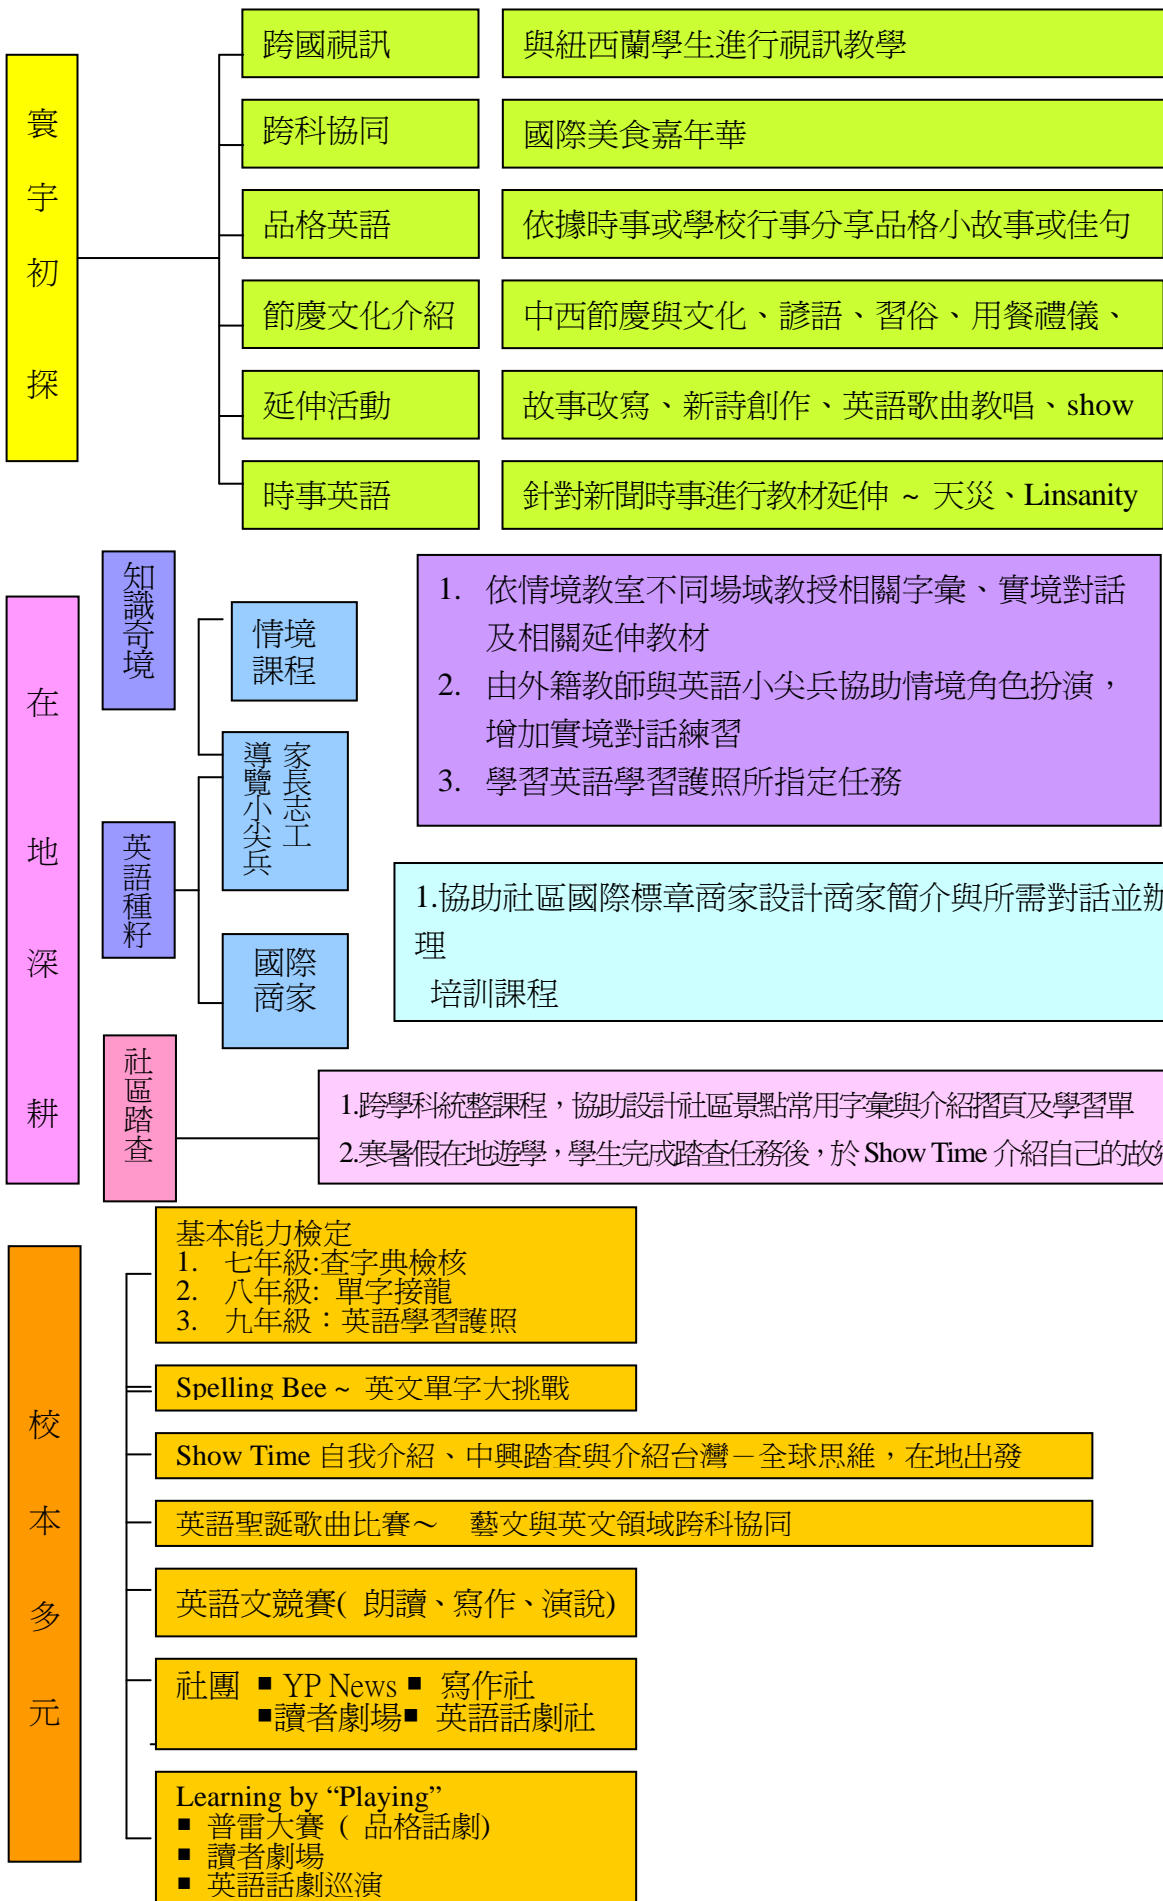 寰宇初探
跨國視訊
與紐西蘭學生進行視訊教學
跨科協同
國際美食嘉年華
品格英語
依據時事或學校行事分享品格小故事或佳句
節慶文化介紹
中西節慶與文化、諺語、習俗、用餐禮儀、
延伸活動
故事改寫、新詩創作、英語歌曲教唱、show
時事英語
針對新聞時事進行教材延伸 ~ 天災、Linsanity
在地深耕
知識奇境
情境
課程
1. 依情境教室不同場域教授相關字彙、實境對話
及相關延伸教材
2. 由外籍教師與英語小尖兵協助情境角色扮演，
增加實境對話練習
3. 學習英語學習護照所指定任務
英語種籽
家長志工
導覽小尖兵
國際
商家
1.協助社區國際標章商家設計商家簡介與所需對話並辦
理
培訓課程
社區踏查
1.跨學科統整課程，協助設計社區景點常用字彙與介紹摺頁及學習單
2.寒暑假在地遊學，學生完成踏查任務後，於 Show Time 介紹自己的故
校本多元
基本能力檢定
1. 七年級:查字典檢核
2. 八年級: 單字接龍
3. 九年級：英語學習護照
Spelling Bee ~ 英文單字大挑戰
Show Time 自我介紹、中興踏查與介紹台灣－全球思維，在地出發
英語聖誕歌曲比賽～ 藝文與英文領域跨科協同
英語文競賽( 朗讀、寫作、演說)
社團 ■ YP News ■ 寫作社
■讀者劇場■ 英語話劇社
Learning by “Playing”
■ 普雷大賽 ( 品格話劇)
■ 讀者劇場
■ 英語話劇巡演